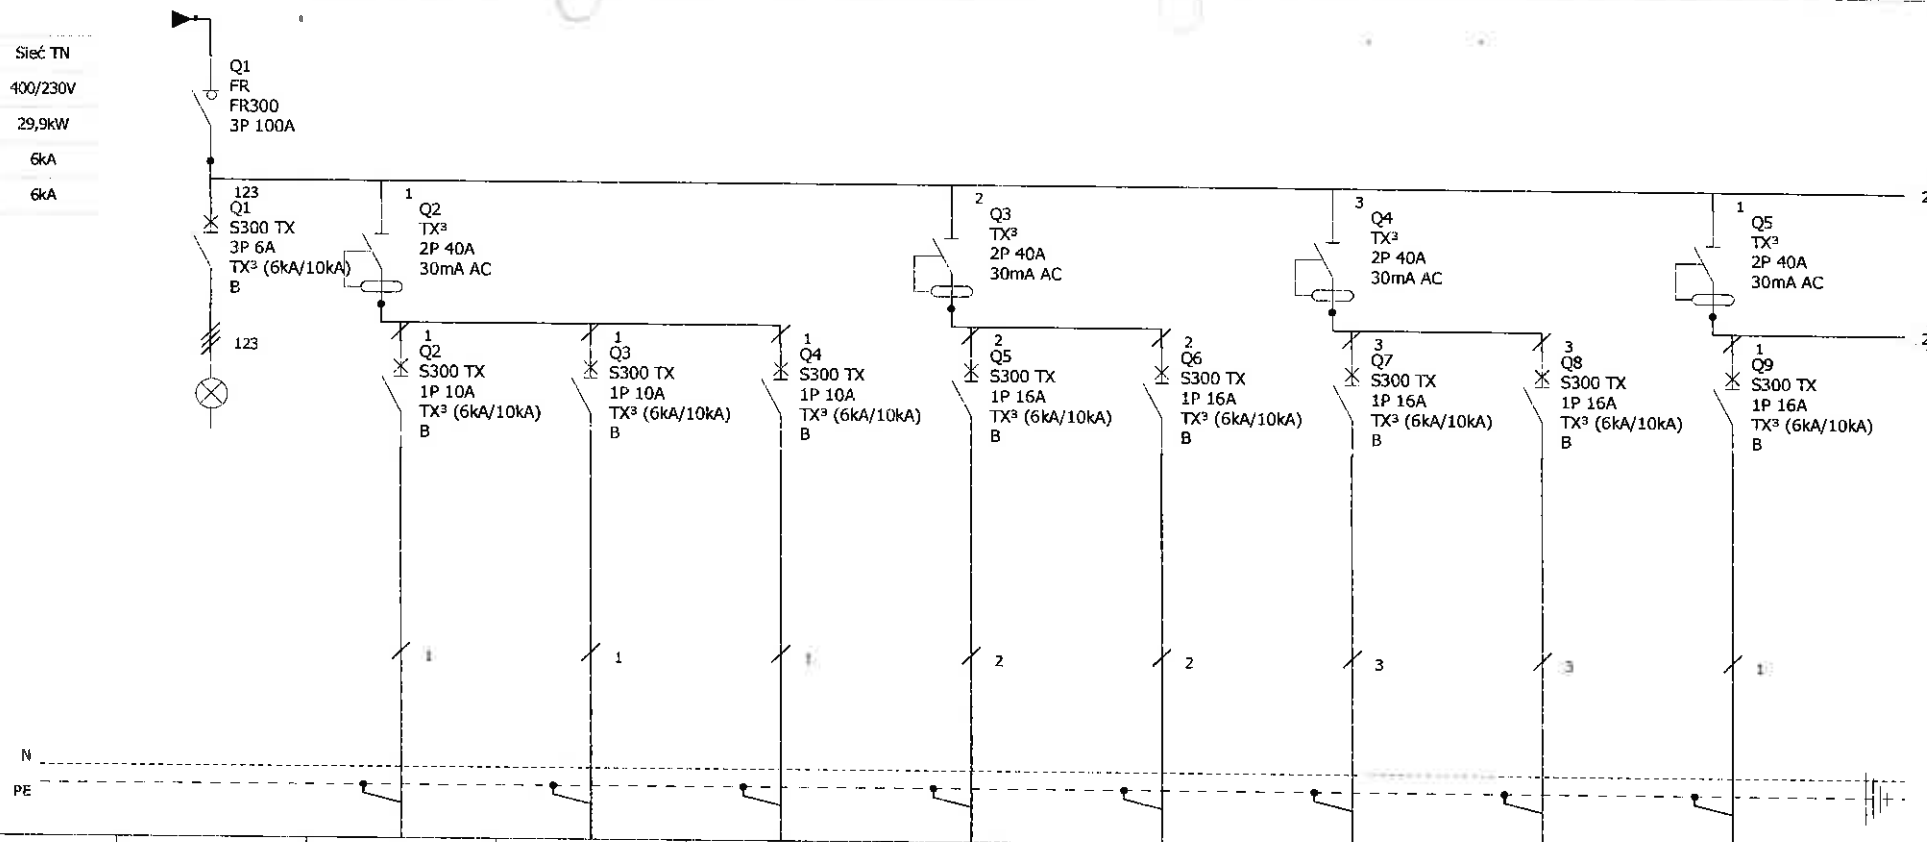 Sieć TN
400/230V
29,9kW
6kA
6kA
Q1
FR
FR300
3P 100A
123
Q1
S300 TX
3P 6A
TX³ (6kA/10kA)
B
123
1
Q2
TX³
2P 40A
30mA AC
2
Q3
TX³
2P 40A
30mA AC
3
Q4
TX³
2P 40A
30mA AC
1
Q5
TX³
2P 40A
30mA AC
2
2
1
Q2
S300 TX
1P 10A
TX³ (6kA/10kA)
B
1
Q3
S300 TX
1P 10A
TX³ (6kA/10kA)
B
1
Q4
S300 TX
1P 10A
TX³ (6kA/10kA)
B
2
Q5
S300 TX
1P 16A
TX³ (6kA/10kA)
B
2
Q6
S300 TX
1P 16A
TX³ (6kA/10kA)
B
3
Q7
S300 TX
1P 16A
TX³ (6kA/10kA)
B
3
Q8
S300 TX
1P 16A
TX³ (6kA/10kA)
B
1
Q9
S300 TX
1P 16A
TX³ (6kA/10kA)
B
1
1
1
2
2
3
3
1
N
PE